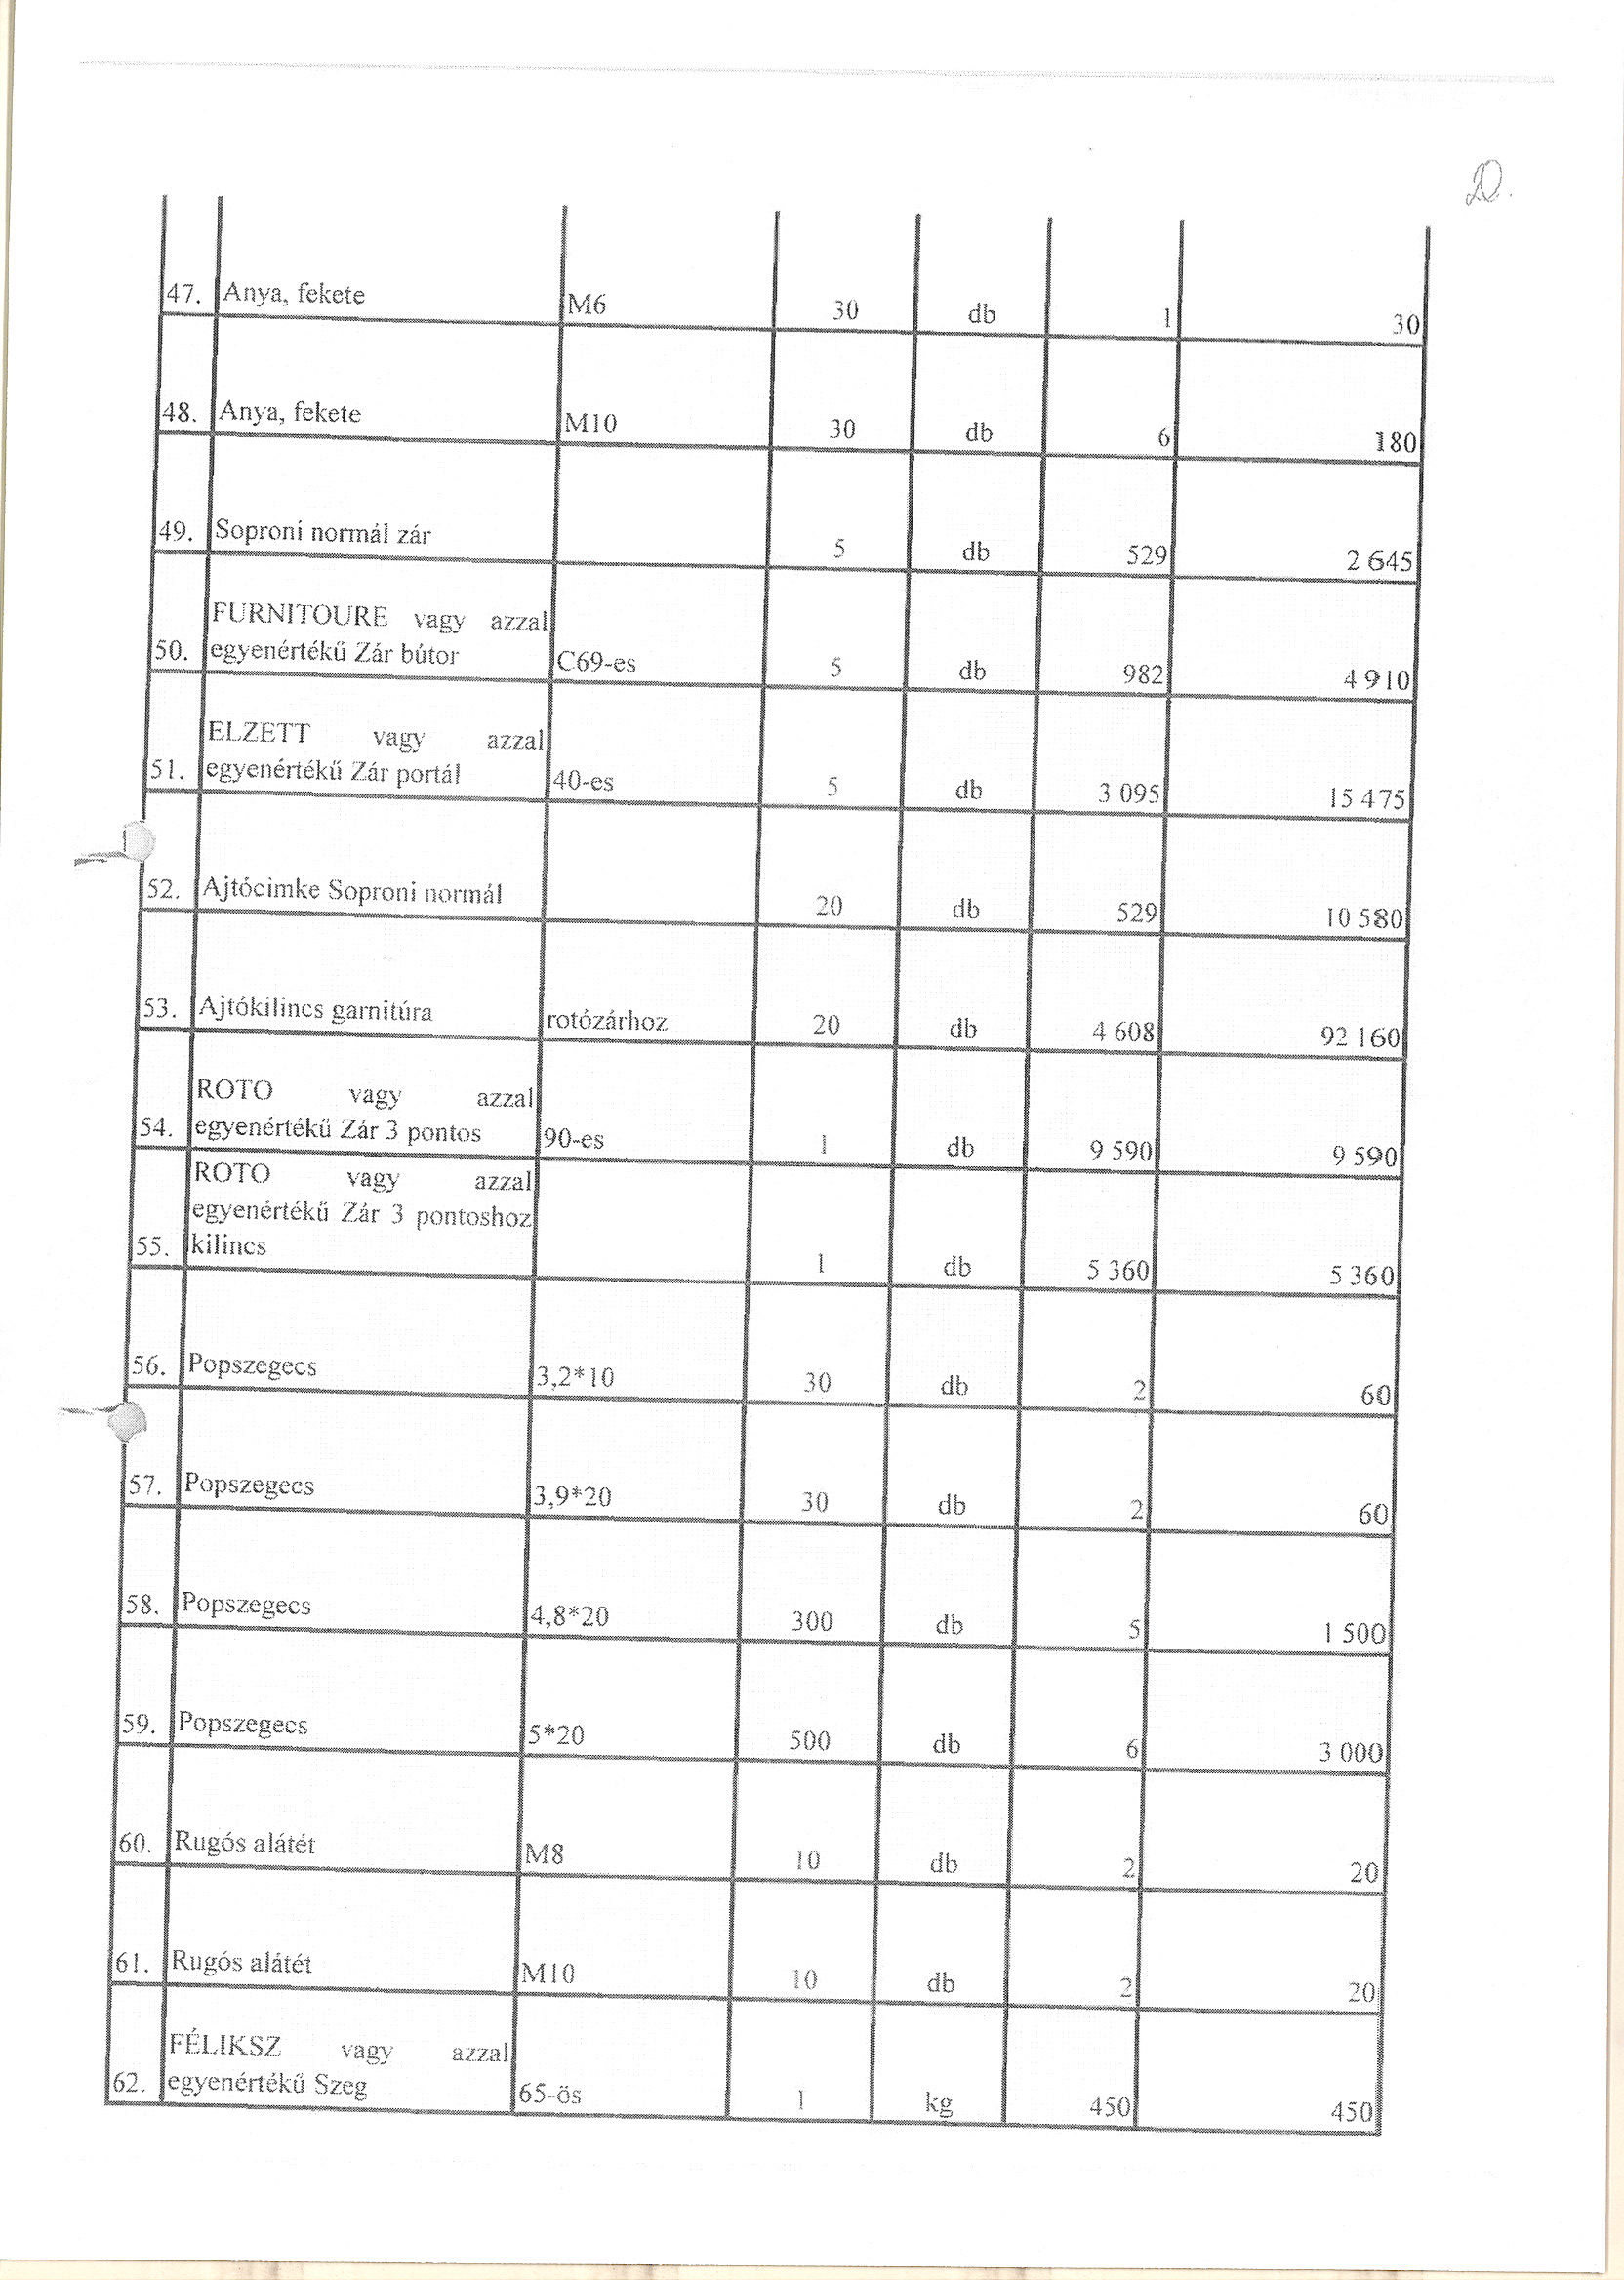 20.
47. Anya, fekete M6 30 db 1 30
48. Anya, fekete M10 30 db 6 180
49. Soproni normál zár 5 db 529 2 645
FURNITOURE vagy azzal
50. egyenértékű Zár bútor C69-es 5 db 982 4 910
ELZETT vagy azzal
51. egyenértékű Zár portál 40-es 5 db 3 095 15 475
52. Ajtócimke Soproni normál 20 db 529 10 580
53. Ajtókilincs garnitúra rotózárhoz 20 db 4 608 92 160
ROTO vagy azzal
54. egyenértékű Zár 3 pontos 90-es 1 db 9 590 9 590
ROTO vagy azzal
egyenértékű Zár 3 pontoshoz
55. kilincs 1 db 5 360 5 360
56. Popszegecs 3,2*10 30 db 2 60
57. Popszegecs 3,9*20 30 db 2 60
58. Popszegecs 4,8*20 300 db 5 1 500
59. Popszegecs 5*20 500 db 6 3 000
60. Rugós alátét M8 10 db 2 20
61. Rugós alátét M10 10 db 2 20
FÉLIKSZ vagy azzal
62. egyenértékű Szeg 65-ös 1 kg 450 450